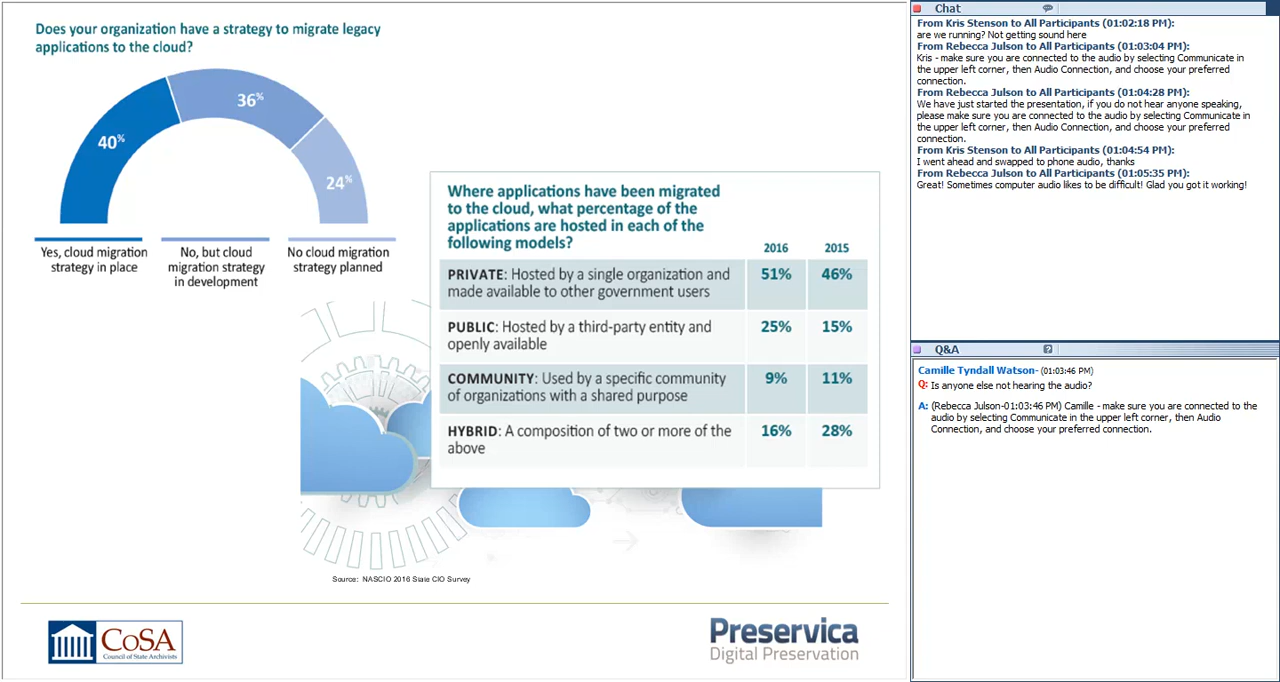 Does your organization have a strategy to migrate legacy
applications to the cloud?
40%
36%
24%
Yes, cloud migration
strategy in place
No, but cloud
migration strategy
in development
No cloud migration
strategy planned
Where applications have been migrated
to the cloud, what percentage of the
applications are hosted in each of the
following models?
2016 2015
PRIVATE: Hosted by a single organization and
made available to other government users
51% 46%
PUBLIC: Hosted by a third-party entity and
openly available
25% 15%
COMMUNITY: Used by a specific community
of organizations with a shared purpose
9% 11%
HYBRID: A composition of two or more of the
above
16% 28%
Source: NASCIO 2016 State CIO Survey
CoSA
Council of State Archivists
Preservica
Digital Preservation
Chat
From Kris Stenson to All Participants (01:02:18 PM):
are we running? Not getting sound here
From Rebecca Julson to All Participants (01:03:04 PM):
Kris - make sure you are connected to the audio by selecting Communicate in
the upper left corner, then Audio Connection, and choose your preferred
connection.
From Rebecca Julson to All Participants (01:04:28 PM):
We have just started the presentation, if you do not hear anyone speaking,
please make sure you are connected to the audio by selecting Communicate in
the upper left corner, then Audio Connection, and choose your preferred
connection.
From Kris Stenson to All Participants (01:04:54 PM):
I went ahead and swapped to phone audio, thanks
From Rebecca Julson to All Participants (01:05:35 PM):
Great! Sometimes computer audio likes to be difficult! Glad you got it working!
Q&A
Camille Tyndall Watson- (01:03:46 PM)
Q: Is anyone else not hearing the audio?
A: (Rebecca Julson-01:03:46 PM) Camille - make sure you are connected to the
audio by selecting Communicate in the upper left corner, then Audio
Connection, and choose your preferred connection.